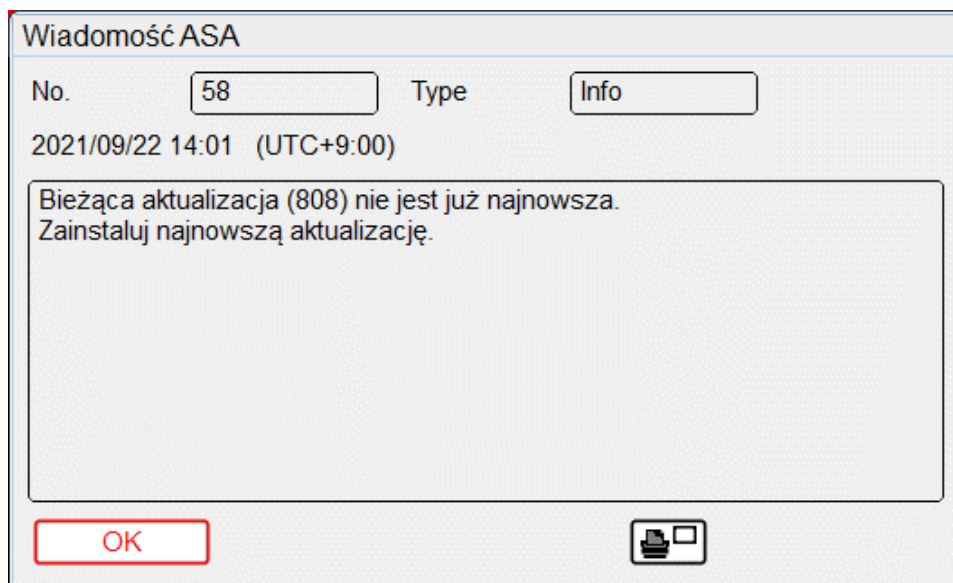 Wiadomość ASA
No. 58 Type Info
2021/09/22 14:01 (UTC+9:00)
Bieżąca aktualizacja (808) nie jest już najnowsza.
Zainstaluj najnowszą aktualizację.
OK